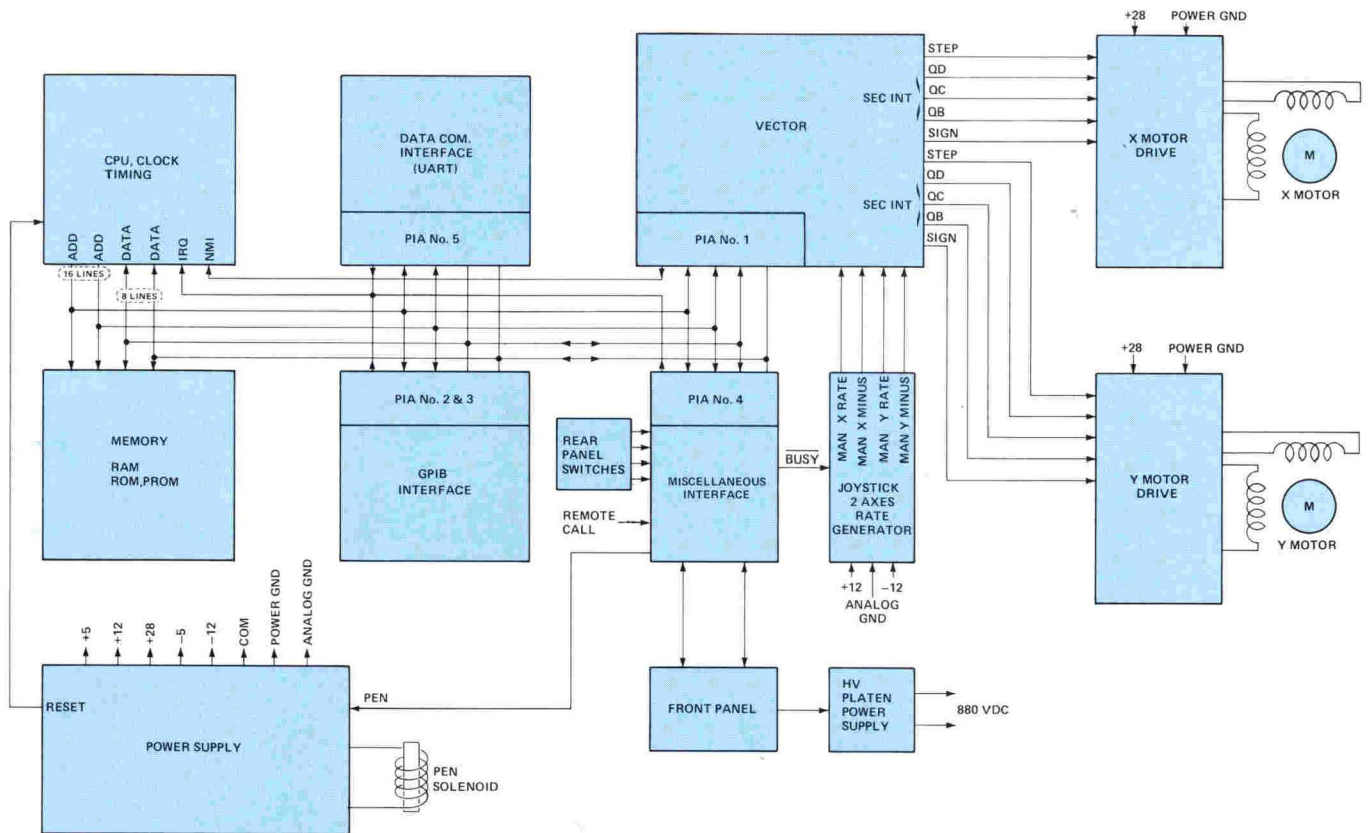 CPU, CLOCK
TIMING
ADD
ADD
DATA
DATA
IRQ
NMI
16 LINES
8 LINES
DATA COM.
INTERFACE
(UART)
PIA No. 5
VECTOR
PIA No. 1
SEC INT
SEC INT
STEP
QD
QC
QB
SIGN
STEP
QD
QC
QB
SIGN
+28
POWER GND
X MOTOR
DRIVE
M
X MOTOR
MEMORY
RAM
ROM,PROM
PIA No. 2 & 3
GPIB
INTERFACE
REAR
PANEL
SWITCHES
REMOTE
CALL
PIA No. 4
MISCELLANEOUS
INTERFACE
BUSY
MAN X RATE
MAN X MINUS
MAN Y RATE
MAN Y MINUS
JOYSTICK
2 AXES
RATE
GENERATOR
+12
-12
ANALOG
GND
+28
POWER GND
Y MOTOR
DRIVE
M
Y MOTOR
+5
+12
+28
-5
-12
COM
POWER GND
ANALOG GND
RESET
POWER SUPPLY
PEN
PEN
SOLENOID
FRONT PANEL
HV
PLATEN
POWER
SUPPLY
880 VDC